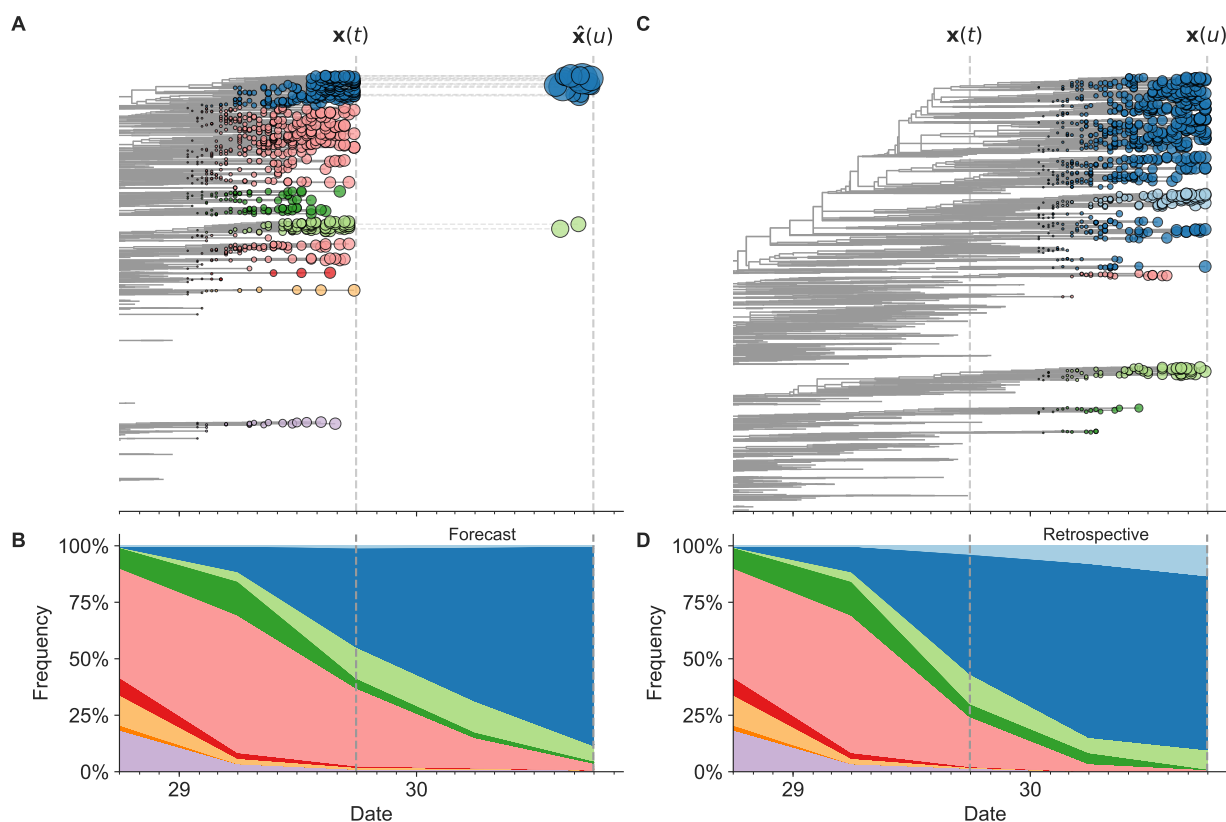 A
x(t)
x̂(u)
C
x(t)
x(u)
B
Forecast
100%
75%
50%
25%
0%
Frequency
29
30
Date
D
Retrospective
100%
75%
50%
25%
0%
Frequency
29
30
Date